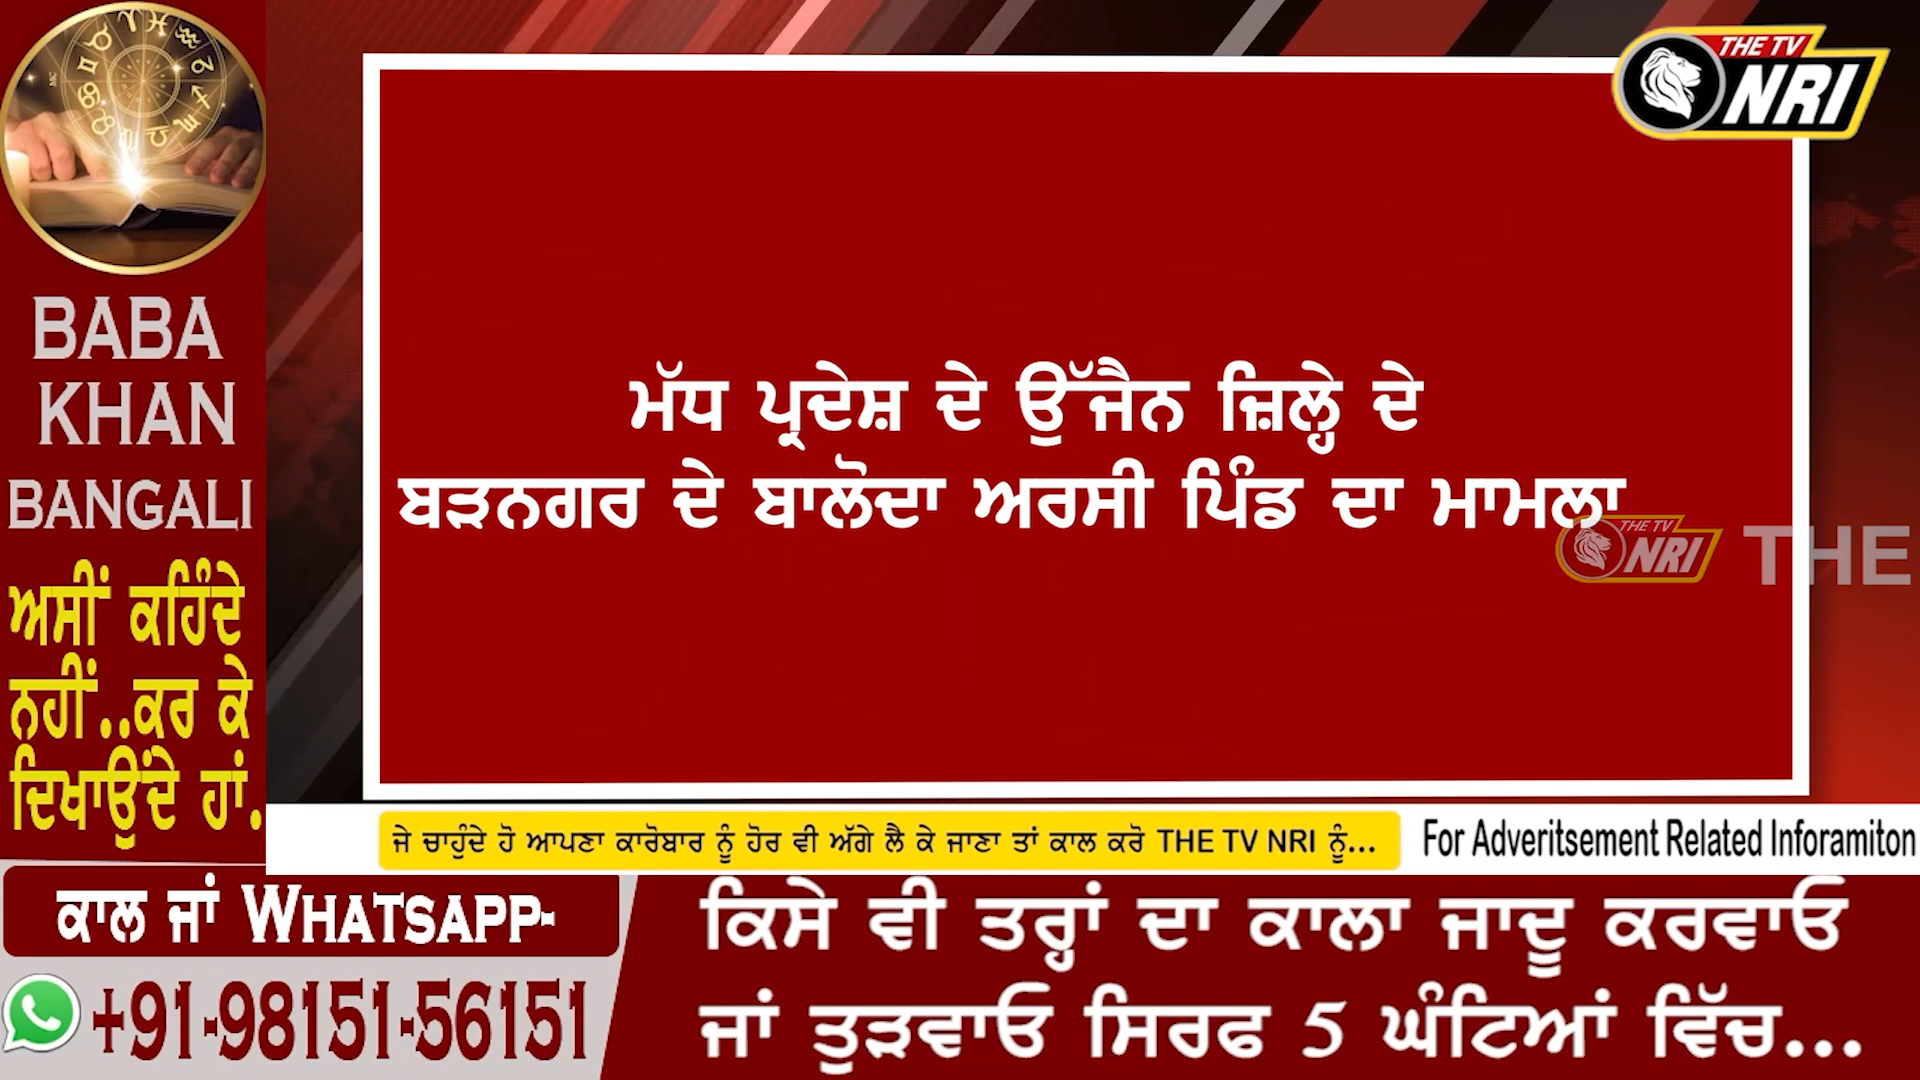 THE TV
NRI
ਮੱਧ ਪ੍ਰਦੇਸ਼ ਦੇ ਉੱਜੈਨ ਜ਼ਿਲ੍ਹੇ ਦੇ
ਬੜਨਗਰ ਦੇ ਬਾਲੋਦਾ ਅਰਸੀ ਪਿੰਡ ਦਾ ਮਾਮਲਾ
THE TV
NRI
THE
BABA
KHAN
BANGALI
ਅਸੀਂ ਕਹਿੰਦੇ
ਨਹੀਂ..ਕਰ ਕੇ
ਦਿਖਾਉਂਦੇ ਹਾਂ.
ਜੇ ਚਾਹੁੰਦੇ ਹੋ ਆਪਣਾ ਕਾਰੋਬਾਰ ਨੂੰ ਹੋਰ ਵੀ ਅੱਗੇ ਲੈ ਕੇ ਜਾਣਾ ਤਾਂ ਕਾਲ ਕਰੋ THE TV NRI ਨੂੰ...
For Adveritsement Related Inforamiton
ਕਾਲ ਜਾਂ WHATSAPP-
+91-98151-56151
ਕਿਸੇ ਵੀ ਤਰ੍ਹਾਂ ਦਾ ਕਾਲਾ ਜਾਦੂ ਕਰਵਾਓ
ਜਾਂ ਤੁੜਵਾਓ ਸਿਰਫ 5 ਘੰਟਿਆਂ ਵਿੱਚ...